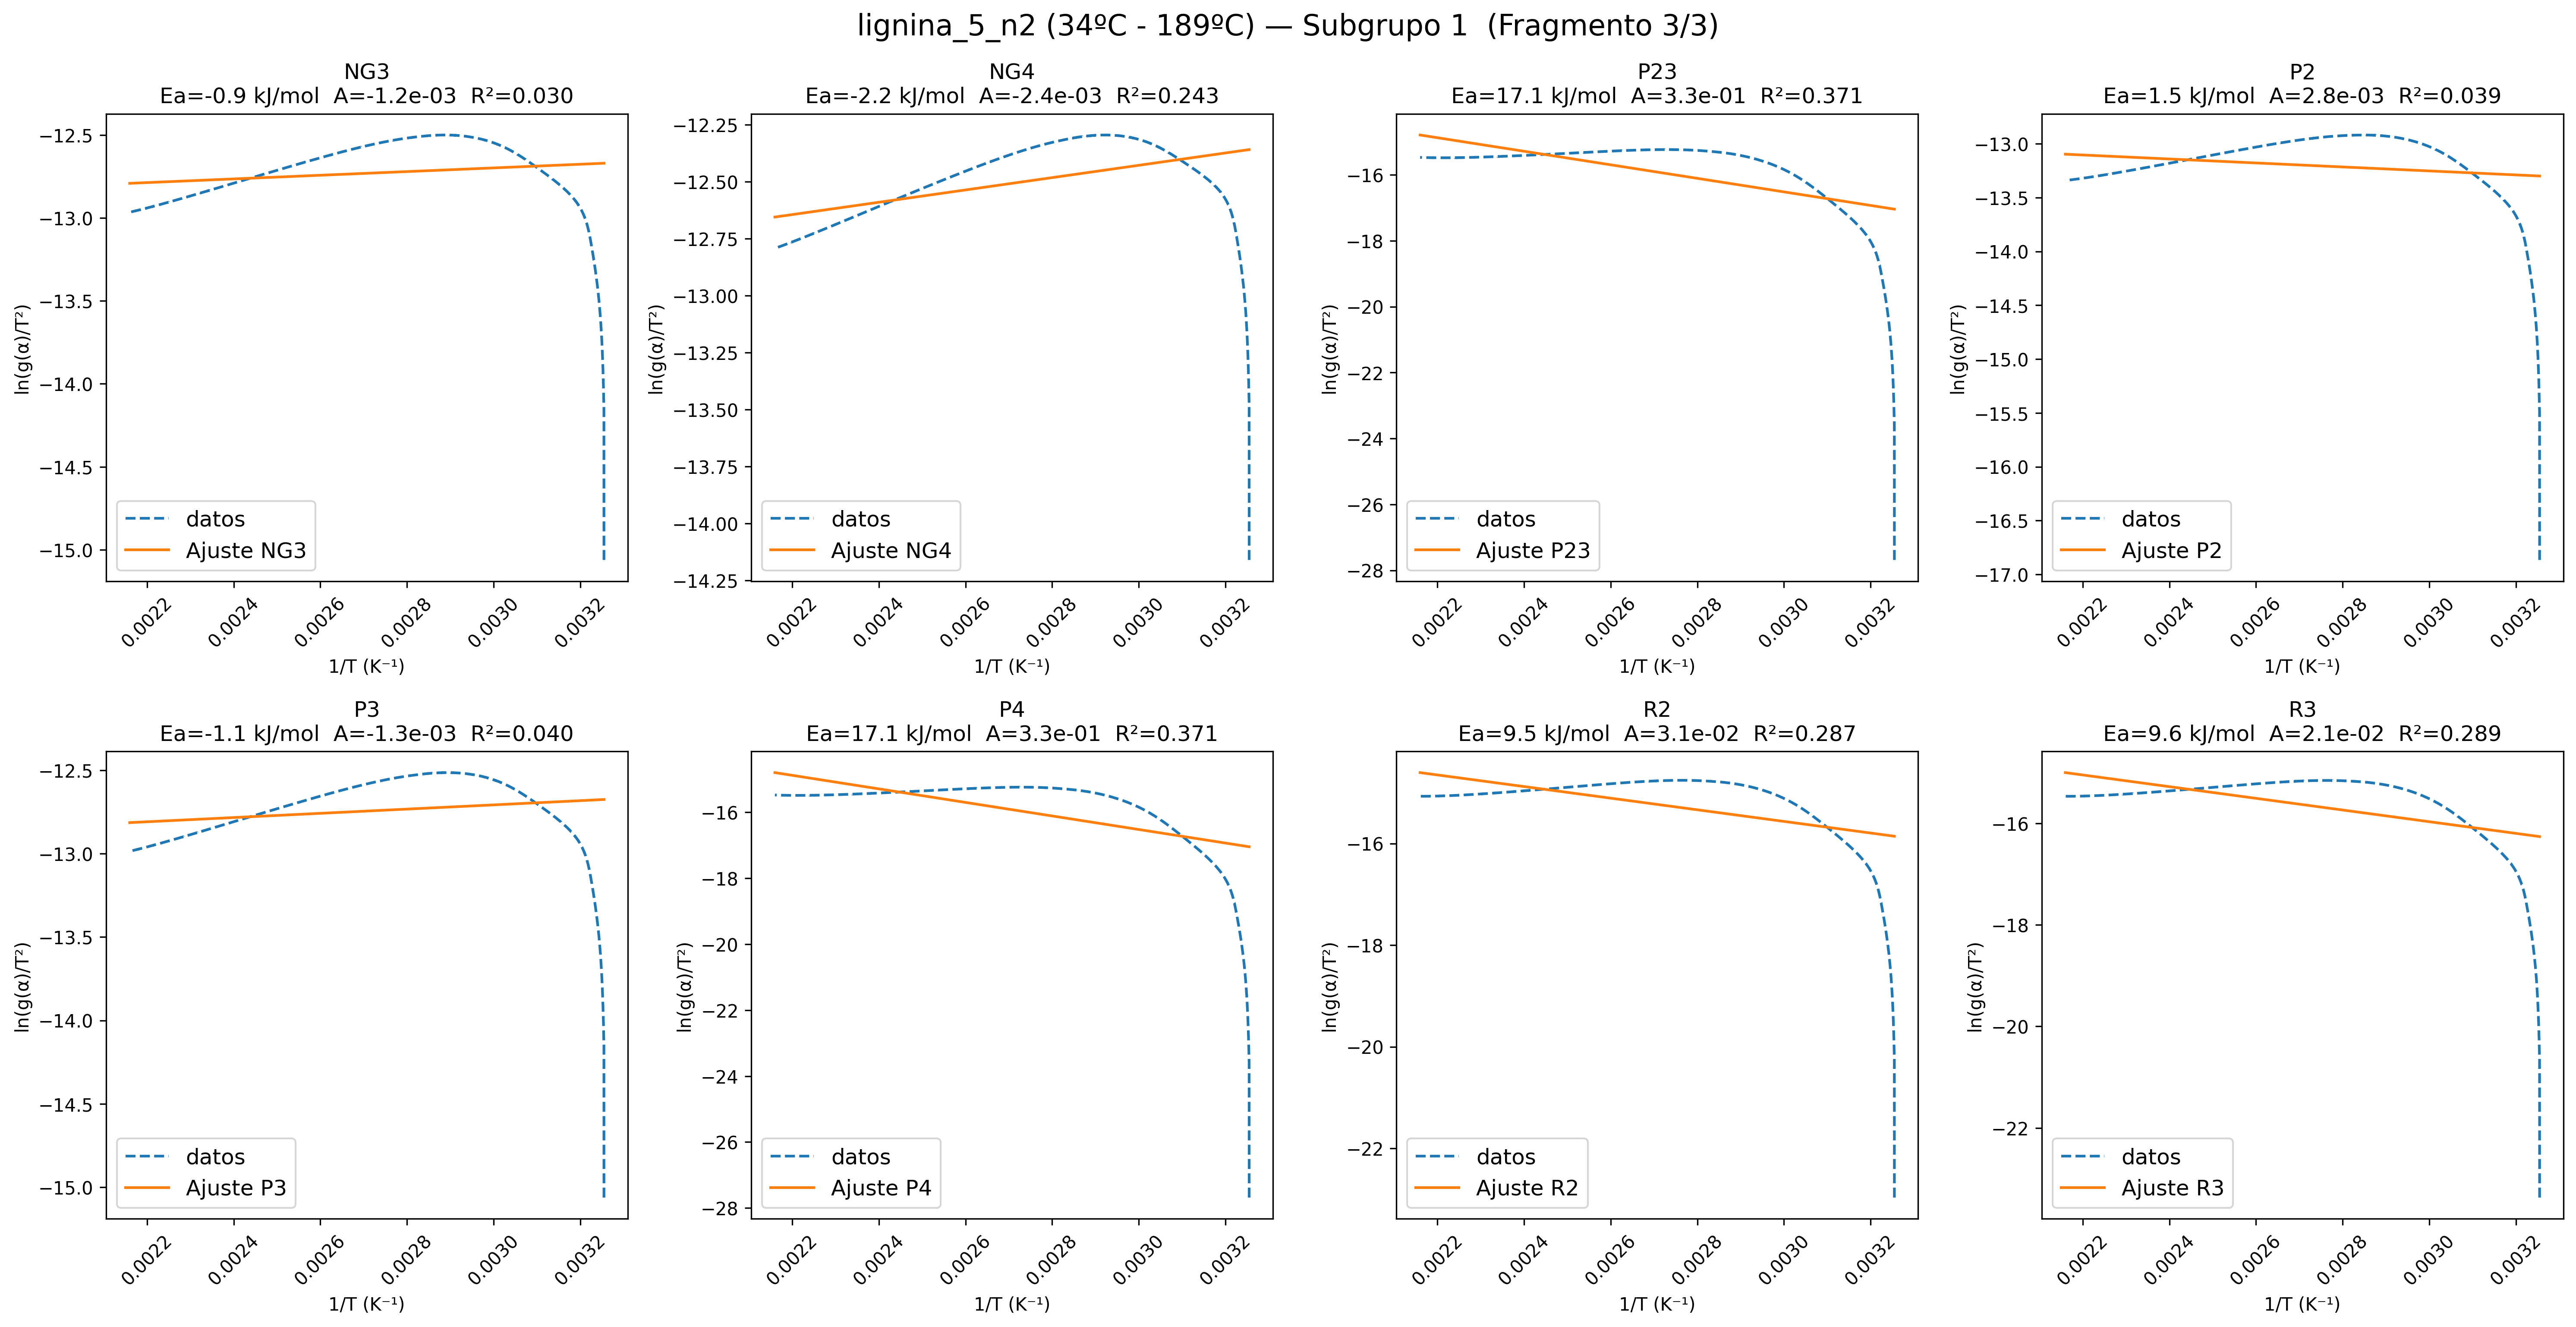 lignina_5_n2 (34ºC - 189ºC) — Subgrupo 1  (Fragmento 3/3)
NG3
Ea=-0.9 kJ/mol  A=-1.2e-03  R²=0.030
ln(g(α)/T²)
−12.5
−13.0
−13.5
−14.0
−14.5
−15.0
datos
Ajuste NG3
0.0022
0.0024
0.0026
0.0028
0.0030
0.0032
1/T (K⁻¹)
NG4
Ea=-2.2 kJ/mol  A=-2.4e-03  R²=0.243
ln(g(α)/T²)
−12.25
−12.50
−12.75
−13.00
−13.25
−13.50
−13.75
−14.00
−14.25
datos
Ajuste NG4
0.0022
0.0024
0.0026
0.0028
0.0030
0.0032
1/T (K⁻¹)
P23
Ea=17.1 kJ/mol  A=3.3e-01  R²=0.371
ln(g(α)/T²)
−16
−18
−20
−22
−24
−26
−28
datos
Ajuste P23
0.0022
0.0024
0.0026
0.0028
0.0030
0.0032
1/T (K⁻¹)
P2
Ea=1.5 kJ/mol  A=2.8e-03  R²=0.039
ln(g(α)/T²)
−13.0
−13.5
−14.0
−14.5
−15.0
−15.5
−16.0
−16.5
−17.0
datos
Ajuste P2
0.0022
0.0024
0.0026
0.0028
0.0030
0.0032
1/T (K⁻¹)
P3
Ea=-1.1 kJ/mol  A=-1.3e-03  R²=0.040
ln(g(α)/T²)
−12.5
−13.0
−13.5
−14.0
−14.5
−15.0
datos
Ajuste P3
0.0022
0.0024
0.0026
0.0028
0.0030
0.0032
1/T (K⁻¹)
P4
Ea=17.1 kJ/mol  A=3.3e-01  R²=0.371
ln(g(α)/T²)
−16
−18
−20
−22
−24
−26
−28
datos
Ajuste P4
0.0022
0.0024
0.0026
0.0028
0.0030
0.0032
1/T (K⁻¹)
R2
Ea=9.5 kJ/mol  A=3.1e-02  R²=0.287
ln(g(α)/T²)
−16
−18
−20
−22
datos
Ajuste R2
0.0022
0.0024
0.0026
0.0028
0.0030
0.0032
1/T (K⁻¹)
R3
Ea=9.6 kJ/mol  A=2.1e-02  R²=0.289
ln(g(α)/T²)
−16
−18
−20
−22
datos
Ajuste R3
0.0022
0.0024
0.0026
0.0028
0.0030
0.0032
1/T (K⁻¹)